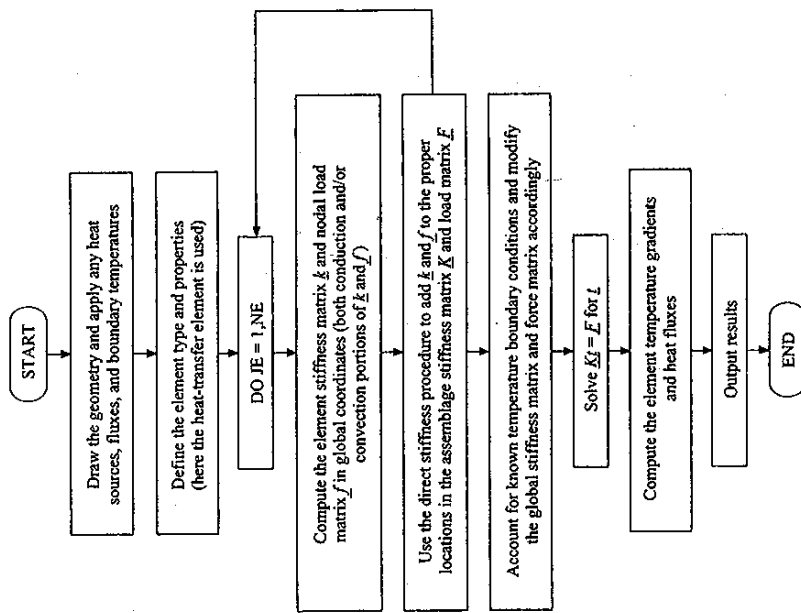 START
Draw the geometry and apply any heat
sources, fluxes, and boundary temperatures
Define the element type and properties
(here the heat-transfer element is used)
DO JE = 1,NE
Compute the element stiffness matrix k and nodal load
matrix f in global coordinates (both conduction and/or
convection portions of k and f)
Use the direct stiffness procedure to add k and f to the proper
locations in the assemblage stiffness matrix K and load matrix F
Account for known temperature boundary conditions and modify
the global stiffness matrix and force matrix accordingly
Solve Kt = F for t
Compute the element temperature gradients
and heat fluxes
Output results
END